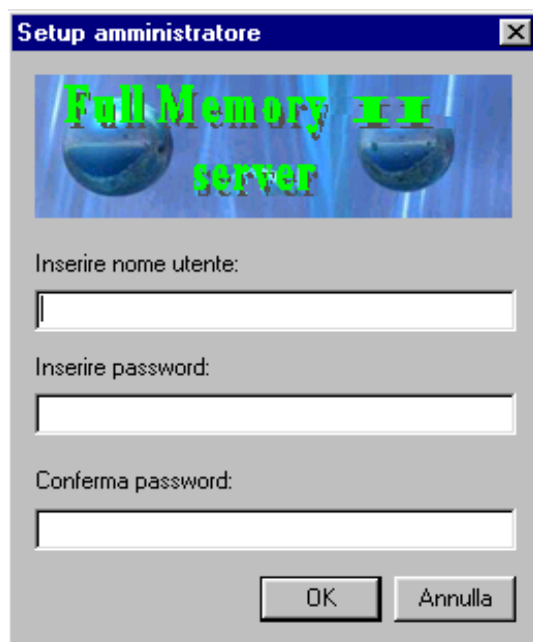 Setup amministratore
Full Memory II
server
Inserire nome utente:
Inserire password:
Conferma password:
OK Annulla